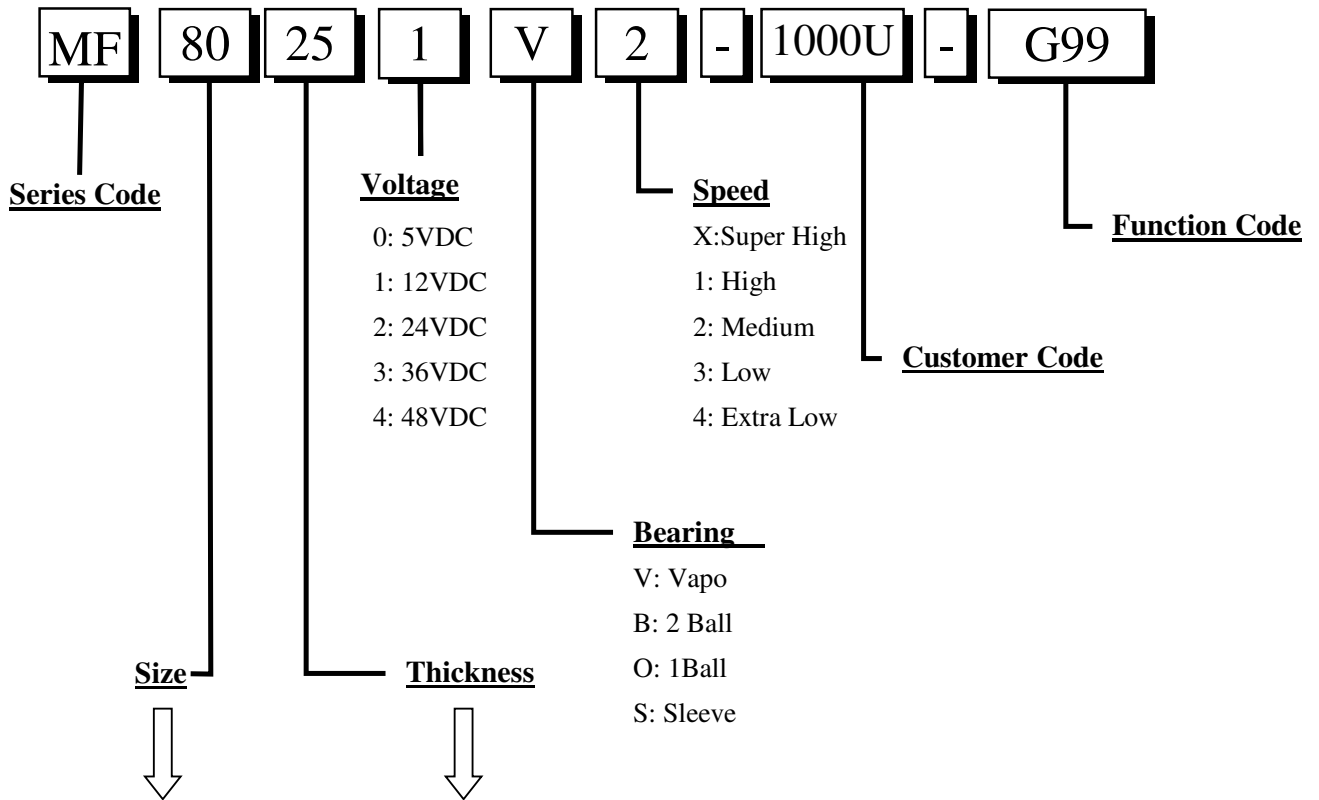 MF 80 25 1 V 2 - 1000U - G99
Series Code
Voltage
0: 5VDC
1: 12VDC
2: 24VDC
3: 36VDC
4: 48VDC
Speed
X:Super High
1: High
2: Medium
3: Low
4: Extra Low
Function Code
Customer Code
Bearing
V: Vapo
B: 2 Ball
O: 1Ball
S: Sleeve
Size
Thickness